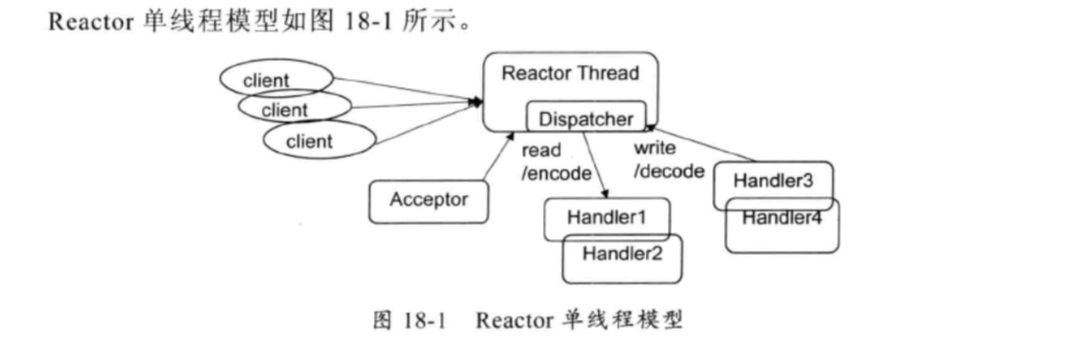 Reactor 单线程模型如图 18-1 所示。
client
client
client
Reactor Thread
Dispatcher
read
/encode
write
/decode
Acceptor
Handler1
Handler2
Handler3
Handler4
图 18-1 Reactor 单线程模型